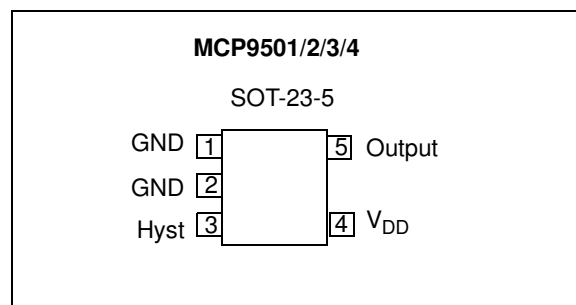 MCP9501/2/3/4
SOT-23-5
GND 1 5 Output
GND 2
Hyst 3 4 VDD